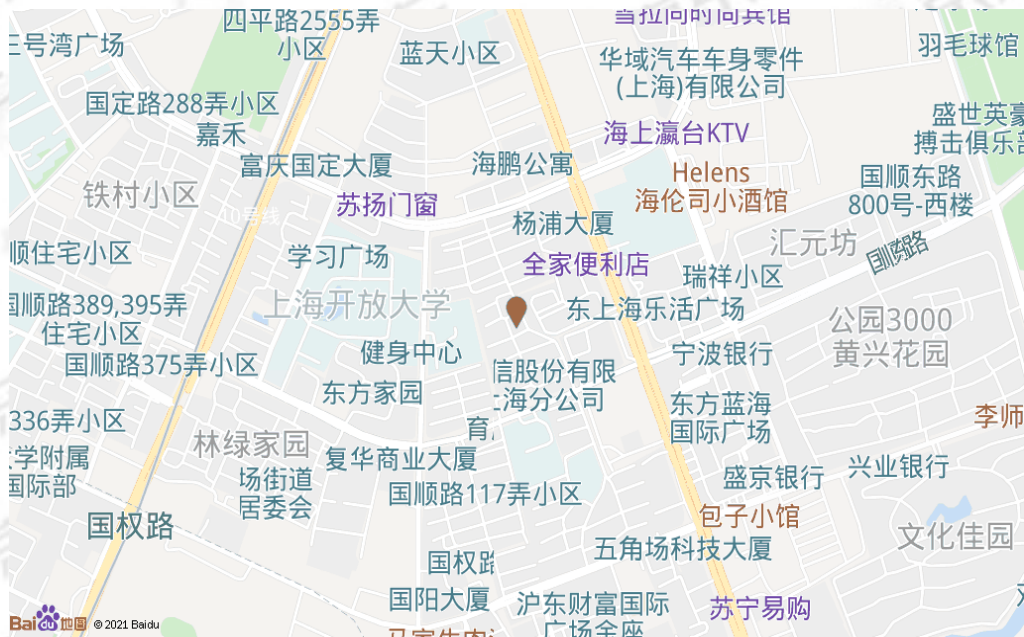 四平路2555弄
小区
三号湾广场
蓝天小区
羽毛球馆
华域汽车车身零件
(上海)有限公司
国定路288弄小区
嘉禾
盛世英豪
搏击俱乐部
海上瀛台KTV
富庆国定大厦
海鹏公寓
Helens
海伦司小酒馆
国顺东路
800号-西楼
铁村小区
苏扬门窗
10号线
杨浦大厦
汇元坊
国顺东路
顺住宅小区
学习广场
全家便利店
瑞祥小区
国顺路389,395弄
住宅小区
上海开放大学
东上海乐活广场
公园3000
黄兴花园
国顺路375弄小区
健身中心
宁波银行
信股份有限
上海分公司
东方家园
东方蓝海
国际广场
336弄小区
李师
林绿家园
育
大学附属
国际部
复华商业大厦
场街道
居委会
盛京银行
兴业银行
国顺路117弄小区
国权路
包子小馆
文化佳园
五角场科技大厦
国权路
国阳大厦
沪东财富国际
广场金座
苏宁易购
Bai du 地图
© 2021 Baidu